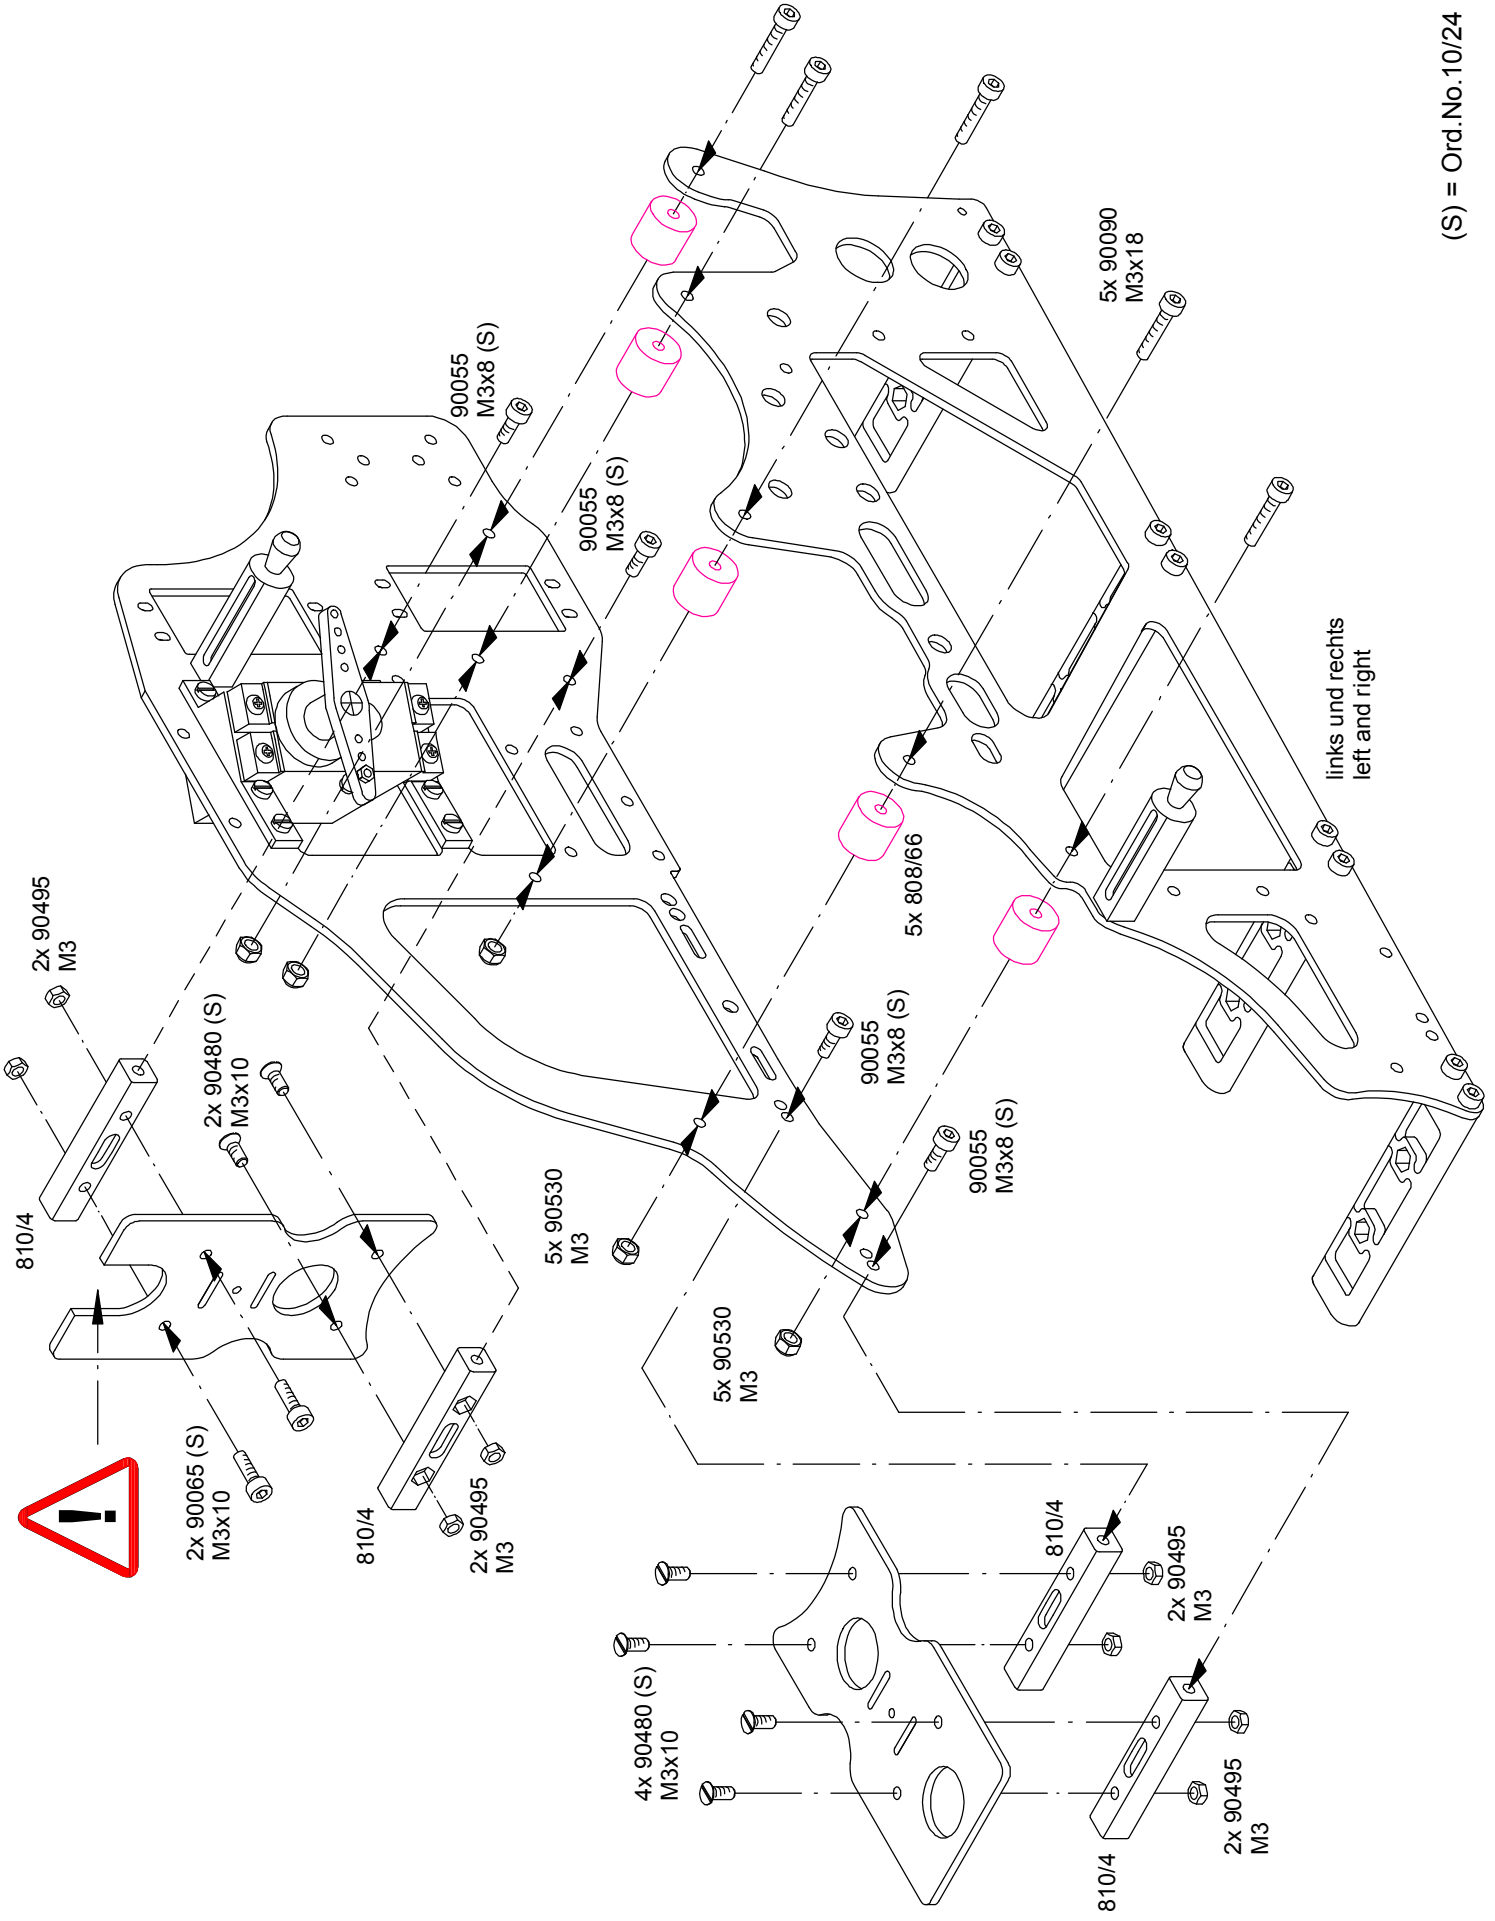 810/4
2x 90495
M3
2x 90480 (S)
M3x10
2x 90065 (S)
M3x10
810/4
2x 90495
M3
90055
M3x8 (S)
90055
M3x8 (S)
5x 90090
M3x18
(S) = Ord.No.10/24
5x 808/66
links und rechts
left and right
90055
M3x8 (S)
90055
M3x8 (S)
5x 90530
M3
5x 90530
M3
4x 90480 (S)
M3x10
810/4
2x 90495
M3
810/4
2x 90495
M3
!